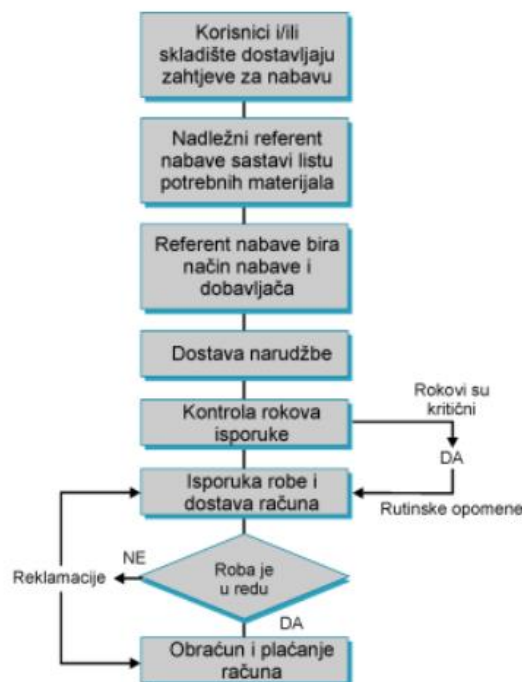 Korisnici i/ili
skladište dostavljaju
zahtjeve za nabavu
Nadležni referent
nabave sastavi listu
potrebnih materijala
Referent nabave bira
način nabave i
dobavljača
Dostava narudžbe
Kontrola rokova
isporuke
Rokovi su
kritični
DA
Rutinske opomene
Isporuka robe i
dostava računa
NE
Reklamacije
Roba je
u redu
DA
Obraćun i plaćanje
računa